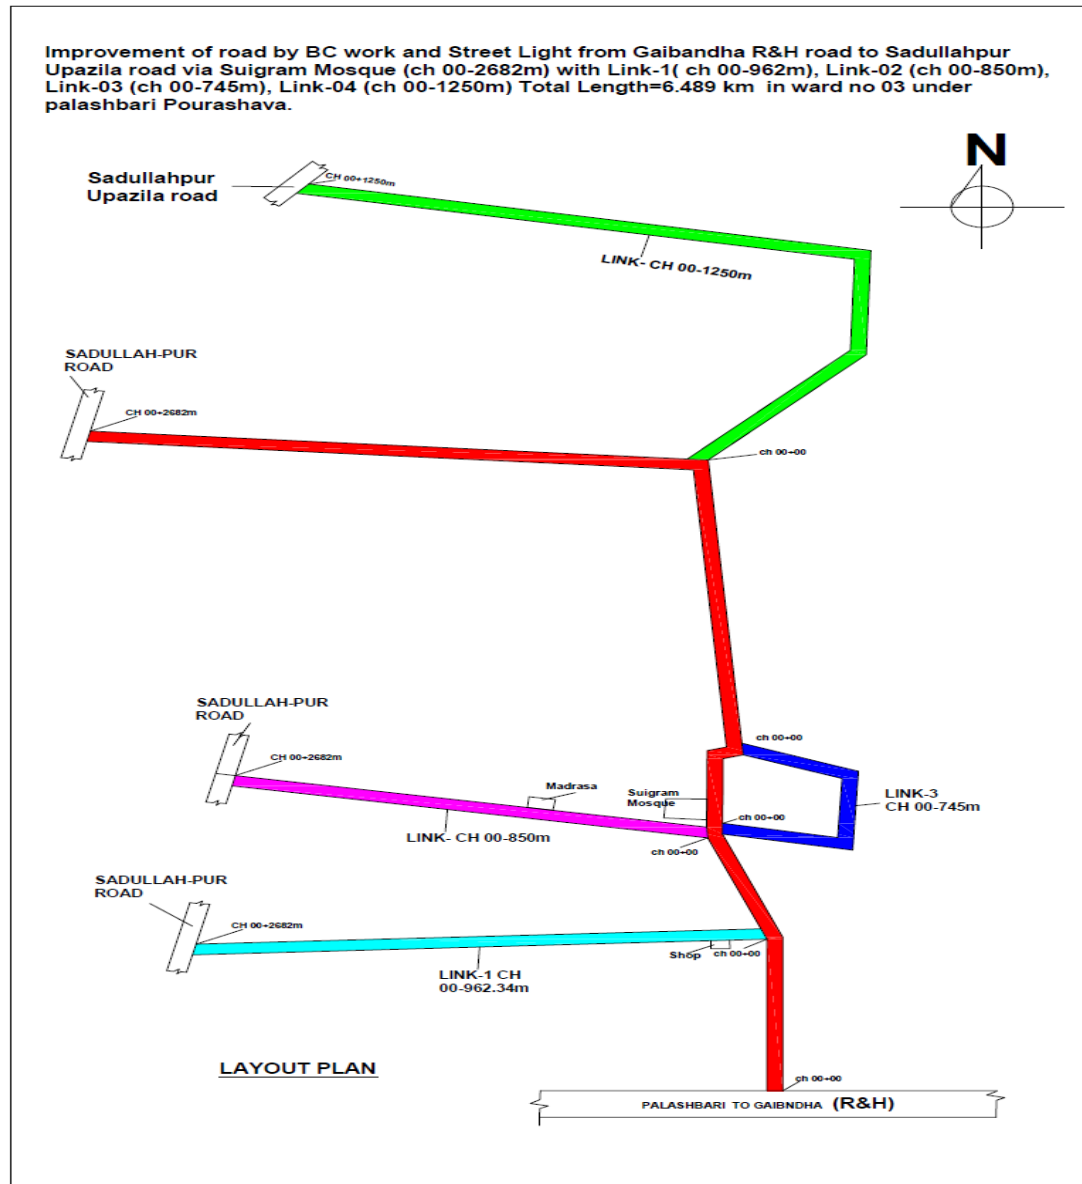 Improvement of road by BC work and Street Light from Gaibandha R&H road to Sadullahpur
Upazila road via Suigram Mosque (ch 00-2682m) with Link-1( ch 00-962m), Link-02 (ch 00-850m),
Link-03 (ch 00-745m), Link-04 (ch 00-1250m) Total Length=6.489 km in ward no 03 under
palashbari Pourashava.
N
Sadullahpur
Upazila road
CH 00+1250m
LINK- CH 00-1250m
SADULLAH-PUR
ROAD
CH 00+2682m
ch 00+00
SADULLAH-PUR
ROAD
ch 00+00
CH 00+2682m
Madrasa
Suigram
Mosque
LINK-3
CH 00-745m
ch 00+00
LINK- CH 00-850m
ch 00+00
SADULLAH-PUR
ROAD
CH 00+2682m
Shop
ch 00+00
LINK-1 CH
00-962.34m
LAYOUT PLAN
ch 00+00
PALASHBARI TO GAIBNDHA (R&H)